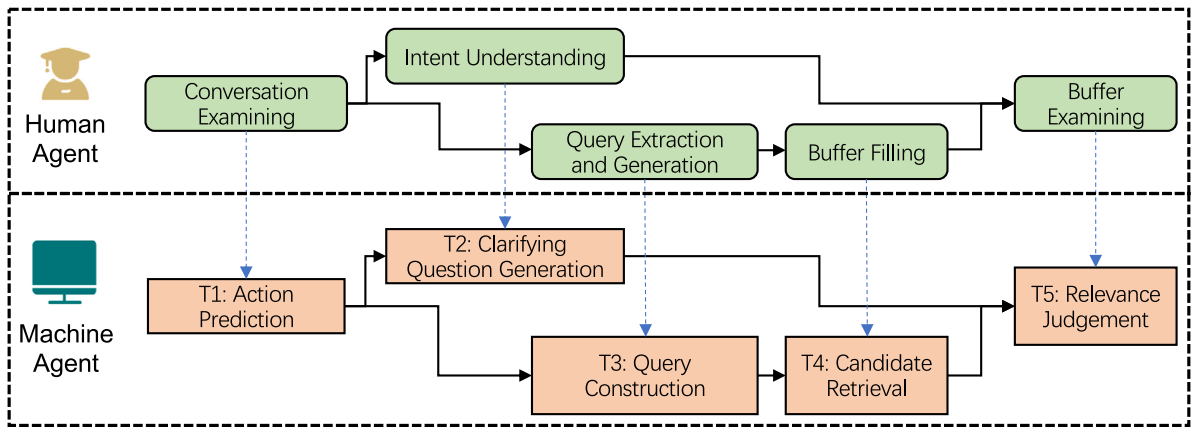 Human
Agent
Conversation
Examining
Intent Understanding
Query Extraction
and Generation
Buffer Filling
Buffer
Examining
Machine
Agent
T1: Action
Prediction
T2: Clarifying
Question Generation
T3: Query
Construction
T4: Candidate
Retrieval
T5: Relevance
Judgement